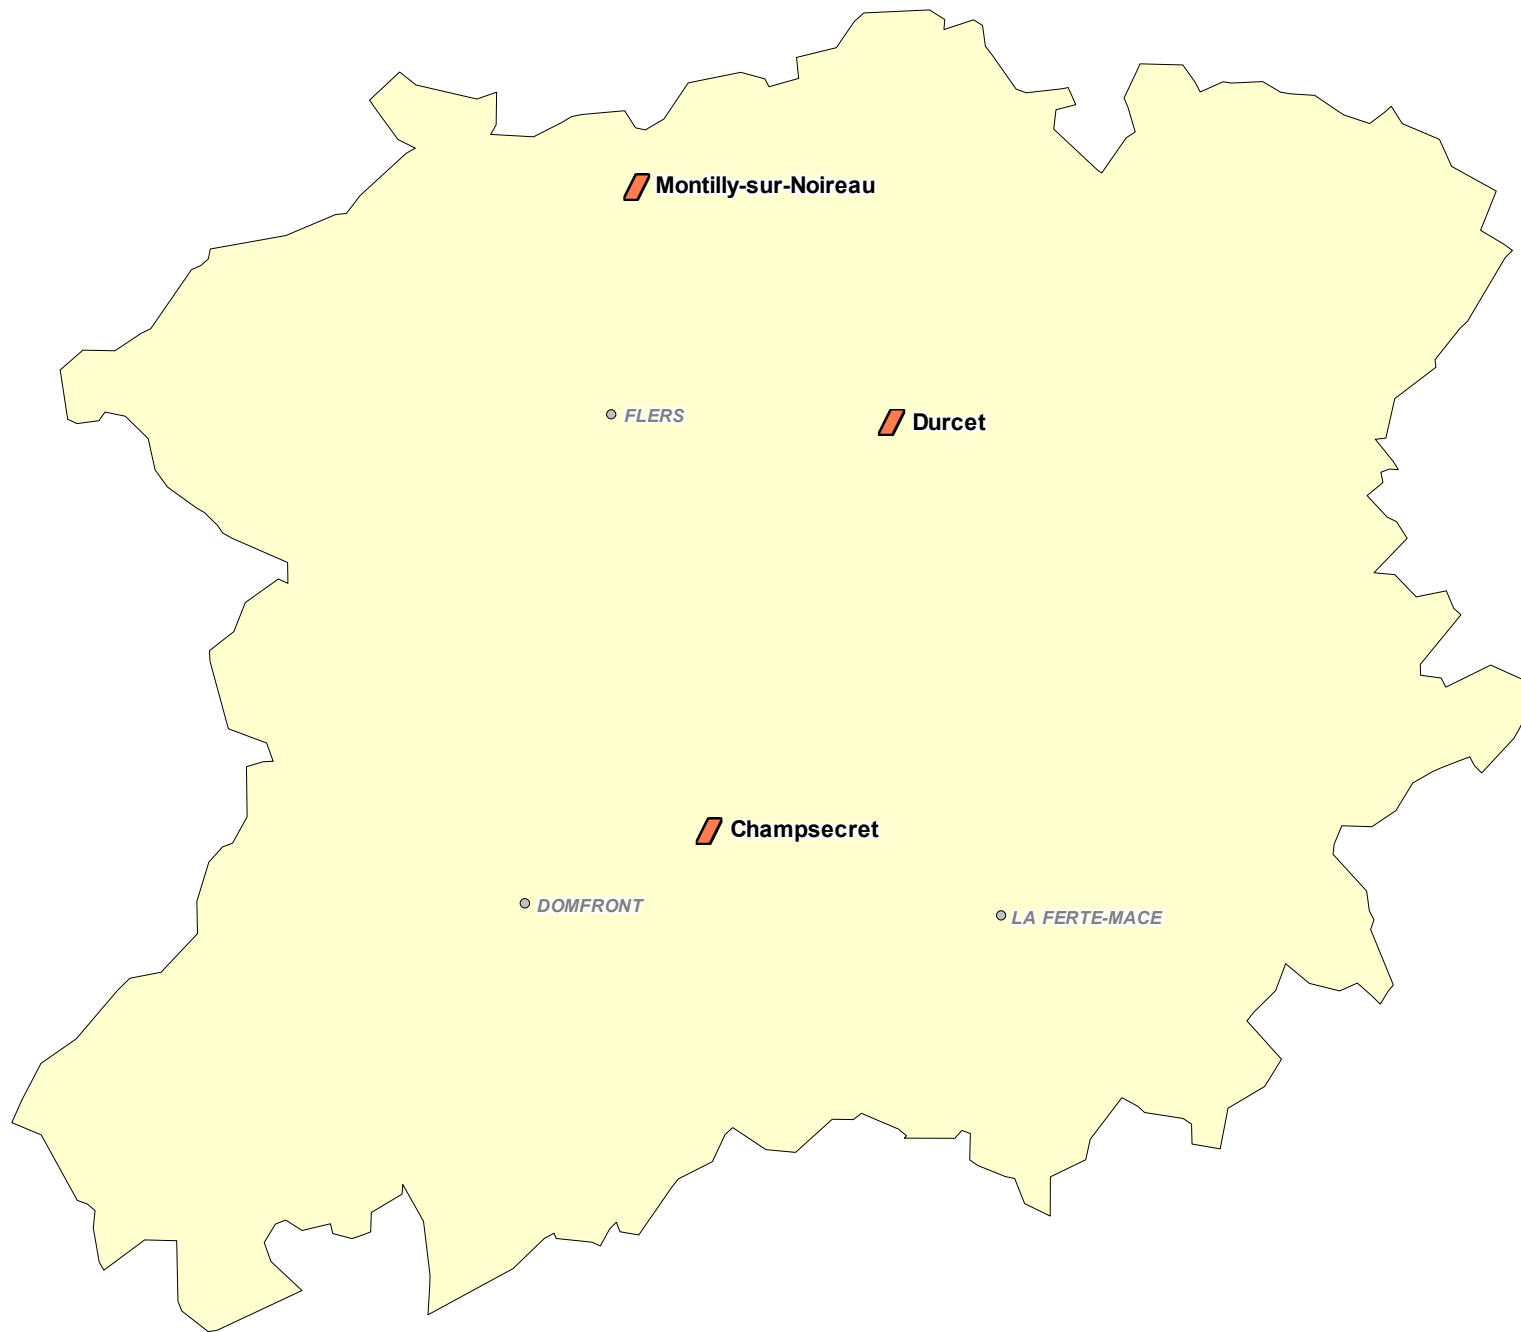 Montilly-sur-Noireau
FLERS
Durcet
Champsecret
DOMFRONT
LA FERTE-MACE